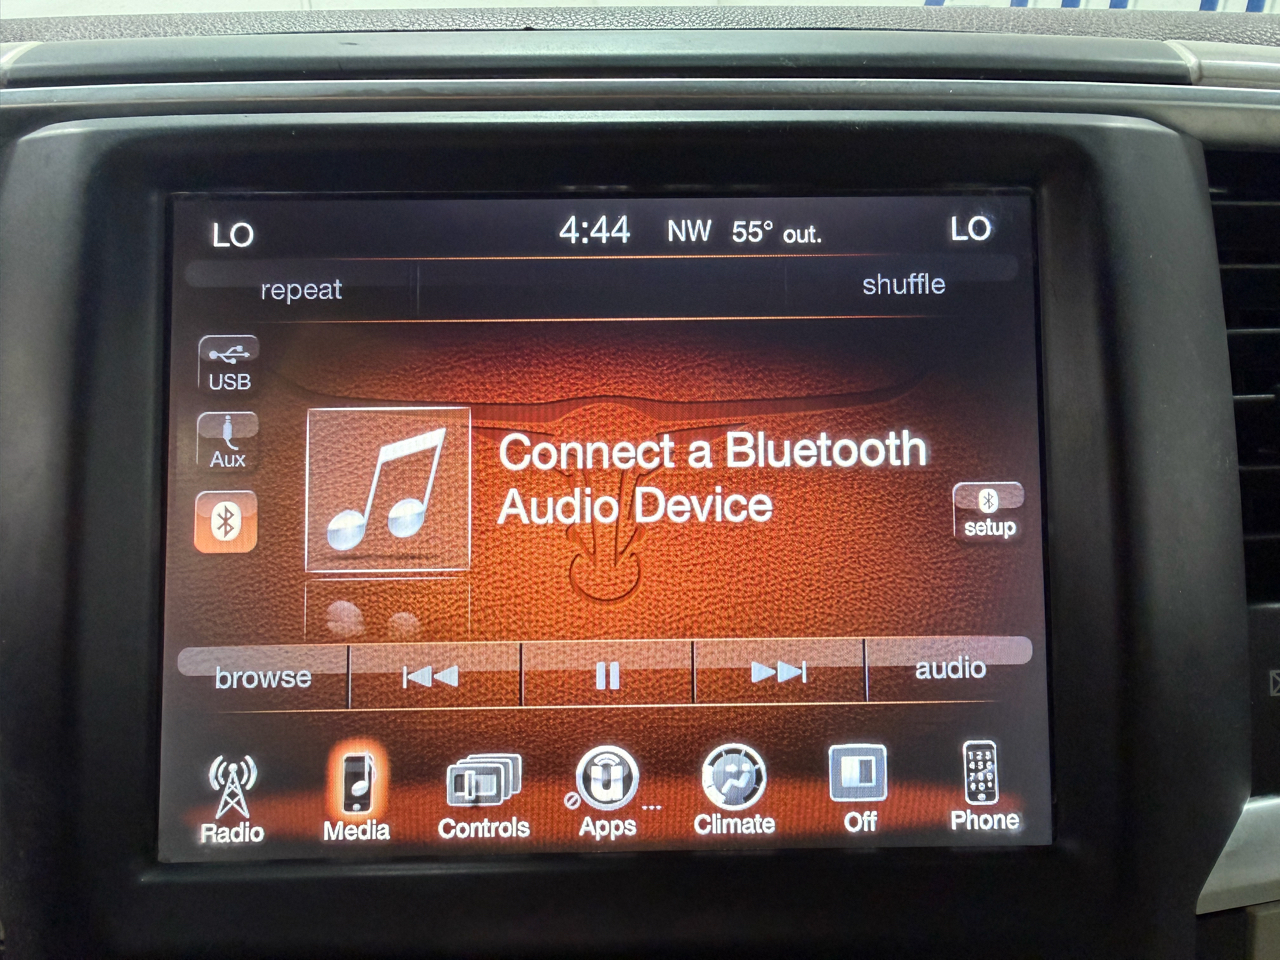 LO 4:44 NW 55° out. LO
repeat shuffle
USB
Aux
Connect a Bluetooth
Audio Device
setup
browse audio
Radio Media Controls Apps Climate Off Phone